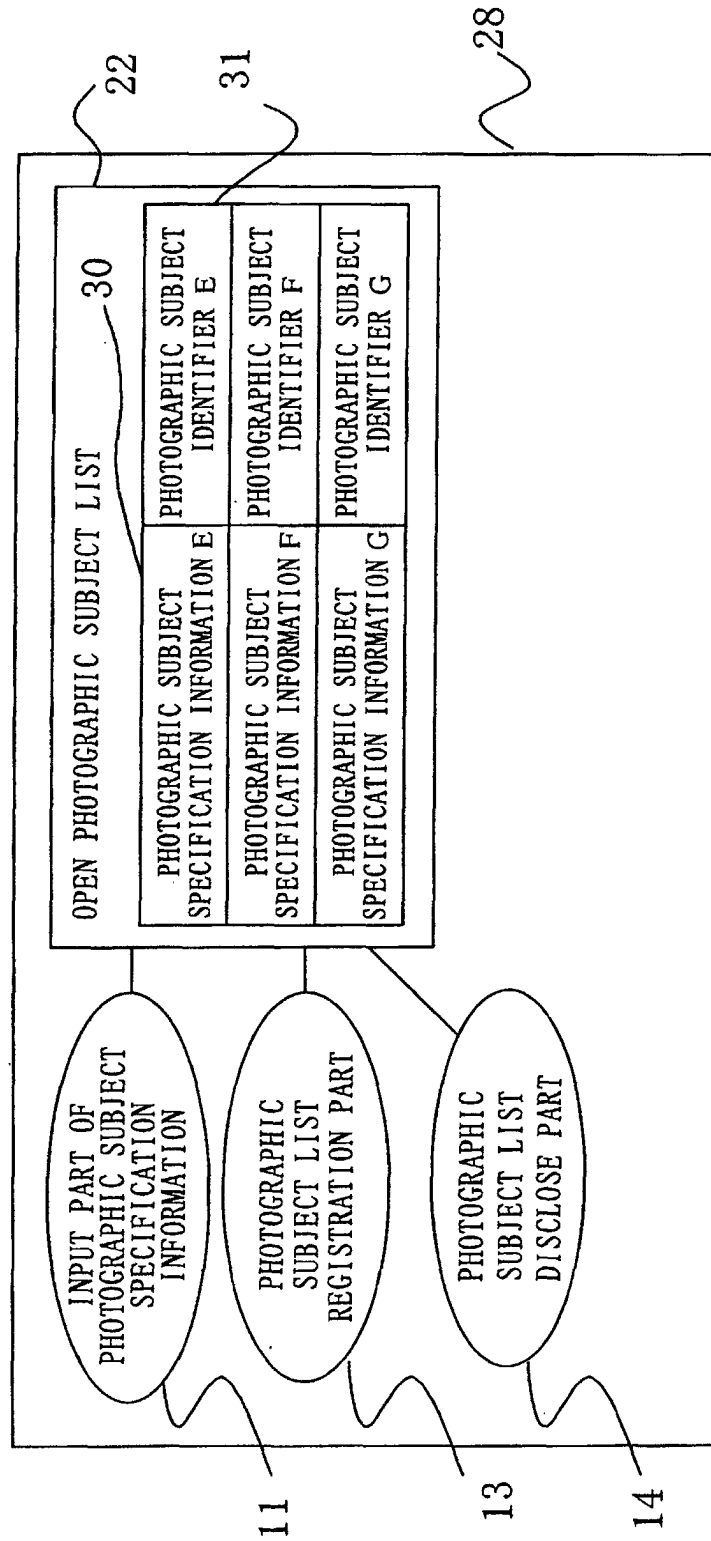 INPUT PART OF
PHOTOGRAPHIC SUBJECT
SPECIFICATION
INFORMATION
11
PHOTOGRAPHIC
SUBJECT LIST
REGISTRATION PART
13
PHOTOGRAPHIC
SUBJECT LIST
DISCLOSE PART
14
OPEN PHOTOGRAPHIC SUBJECT LIST
30
22
PHOTOGRAPHIC SUBJECT
SPECIFICATION INFORMATION E
PHOTOGRAPHIC SUBJECT
IDENTIFIER E
31
PHOTOGRAPHIC SUBJECT
SPECIFICATION INFORMATION F
PHOTOGRAPHIC SUBJECT
IDENTIFIER F
PHOTOGRAPHIC SUBJECT
SPECIFICATION INFORMATION G
PHOTOGRAPHIC SUBJECT
IDENTIFIER G
28